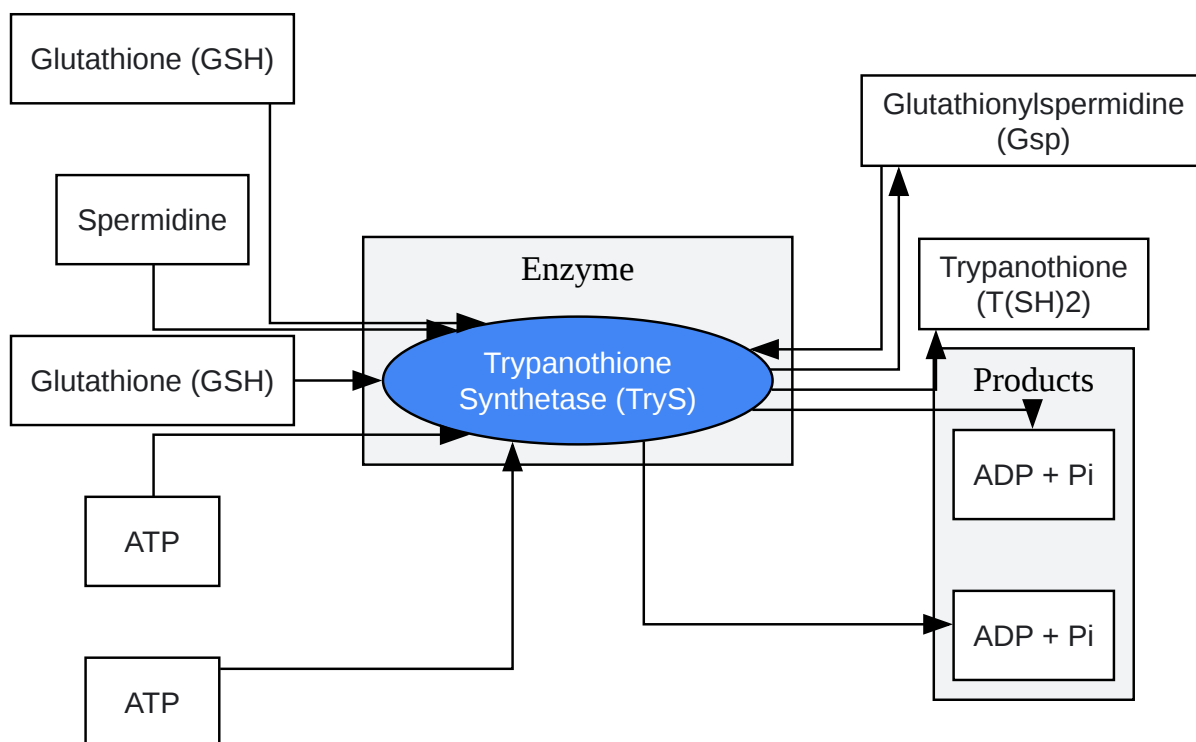 Glutathione (GSH)
Glutathionylspermidine
(Gsp)
Spermidine
Enzyme
Trypanothione
(T(SH)2)
Glutathione (GSH)
Trypanothione
Synthetase (TryS)
Products
ADP + Pi
ATP
ADP + Pi
ATP